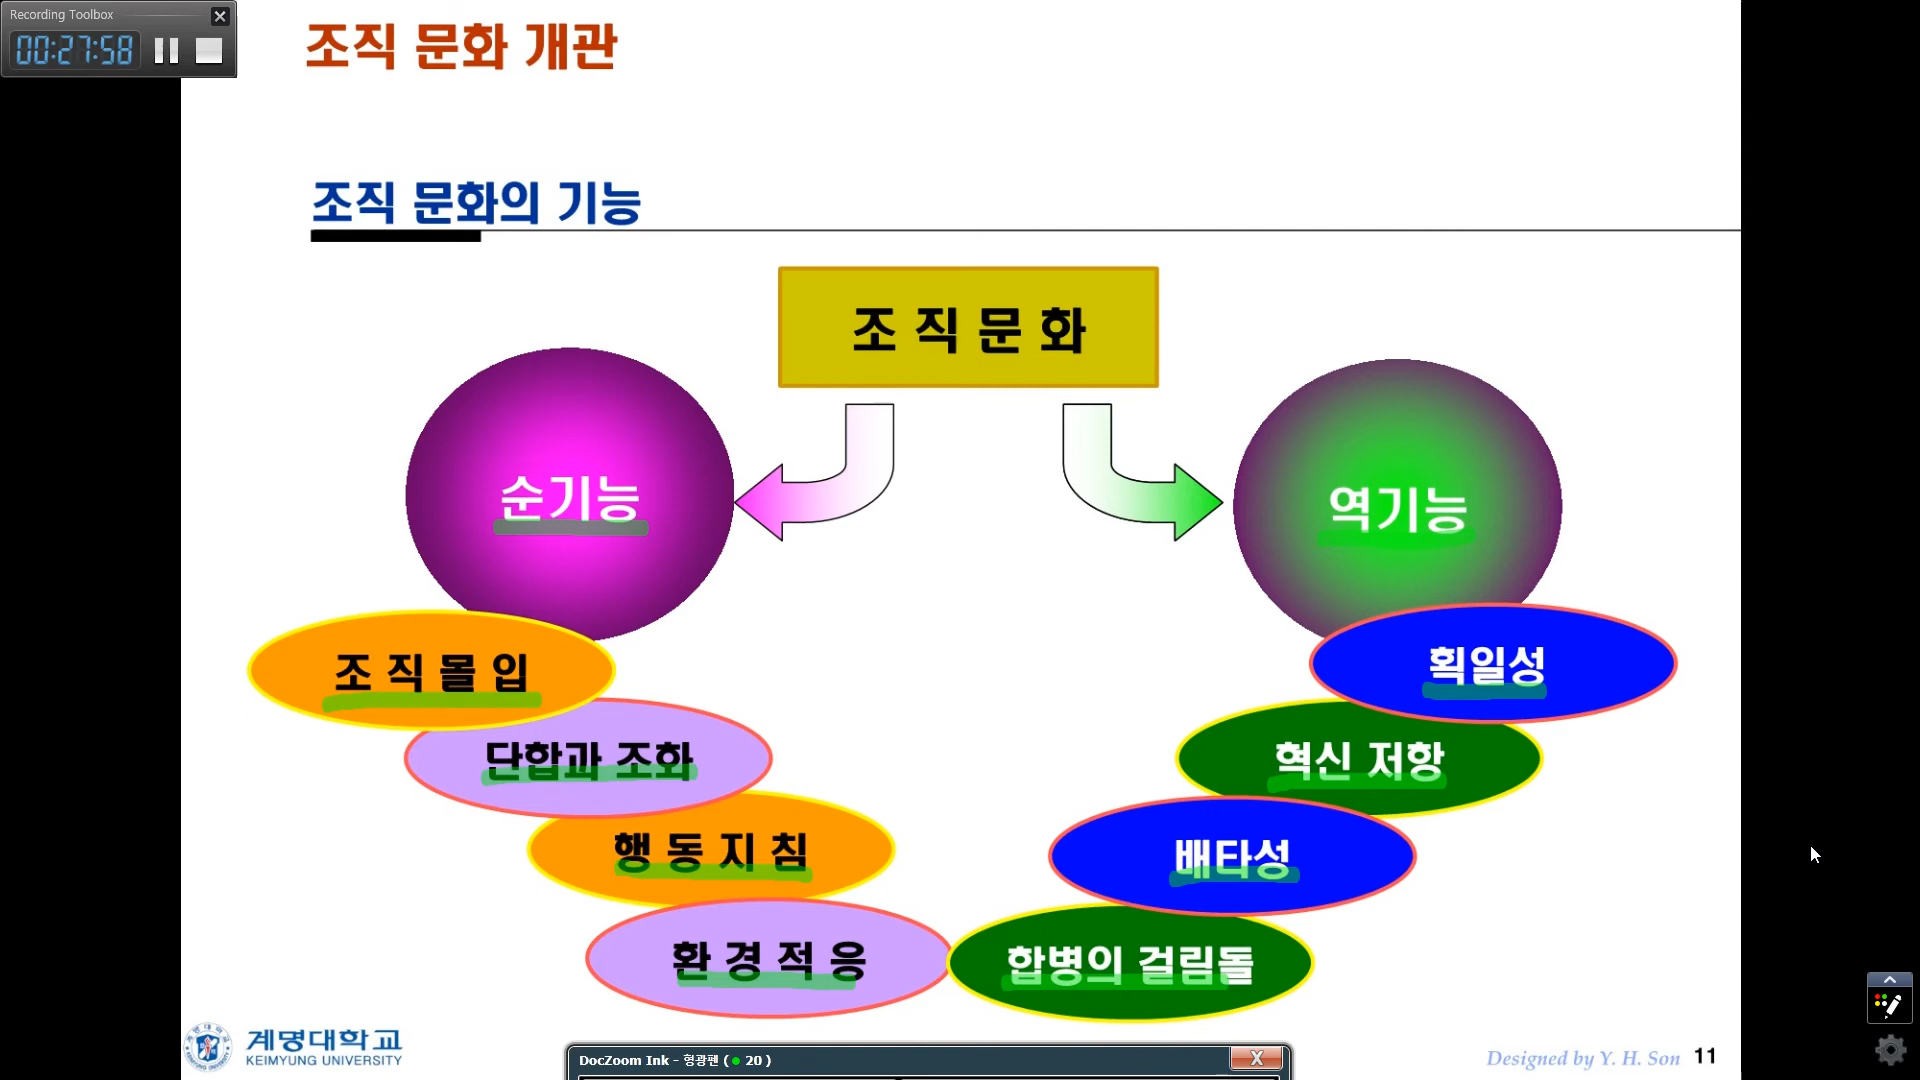 Recording Toolbox
00:27:58
조직 문화 개관
조직 문화의 기능
조 직 문 화
순기능
역기능
조 직 몰 입
획일성
단합과 조화
혁신 저항
행 동 지 침
배타성
환 경 적 응
합병의 걸림돌
계명대학교
KEIMYUNG UNIVERSITY
DocZoom Ink - 형광펜 ( 20 )
Designed by Y. H. Son 11